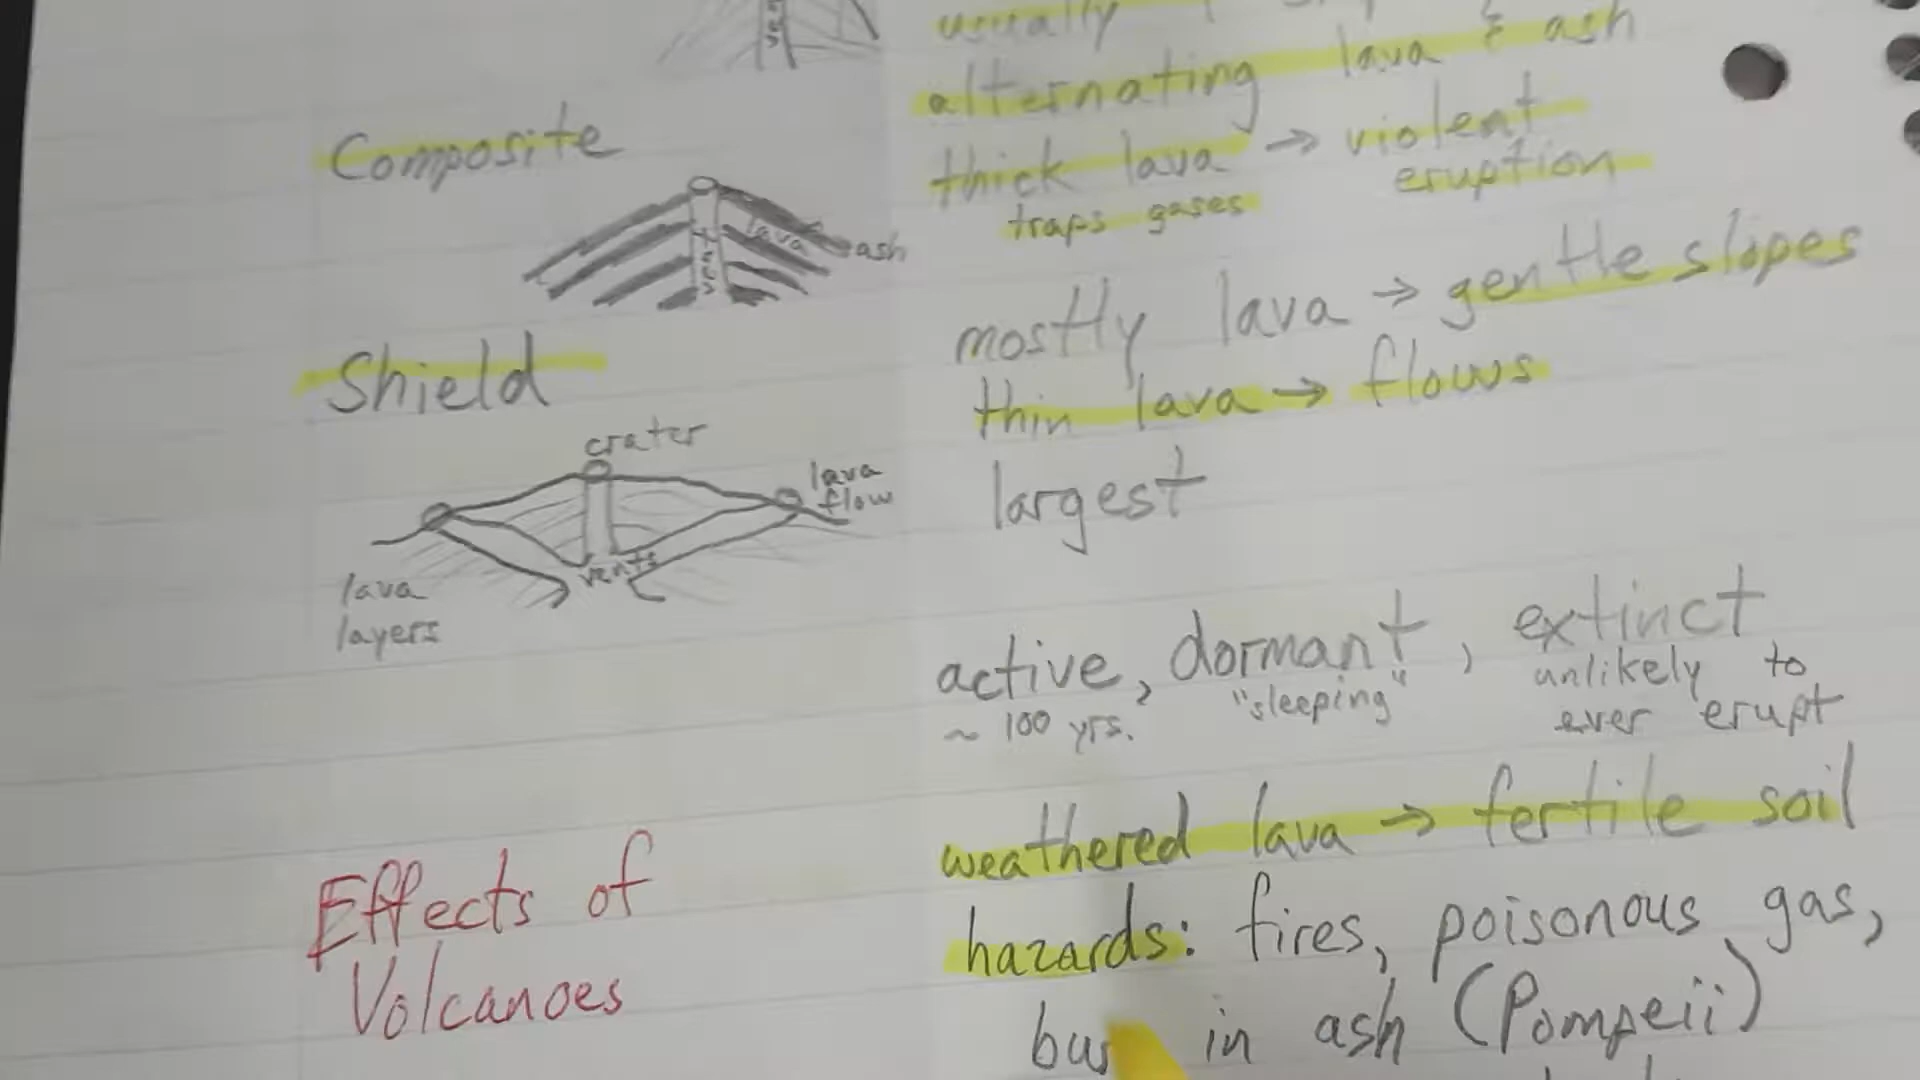 usually
alternating lava & ash
Composite
thick lava → violent
eruption
traps gases
lava
ash
vent
mostly lava → gentle slopes
Shield
thin lava → flows
crater
lava
flow
largest
vents
lava
layers
active, dormant, extinct
~ 100 yrs. "sleeping" unlikely to
ever erupt
weathered lava → fertile soil
Effects of
Volcanoes
hazards: fires, poisonous gas,
in ash (Pompeii)